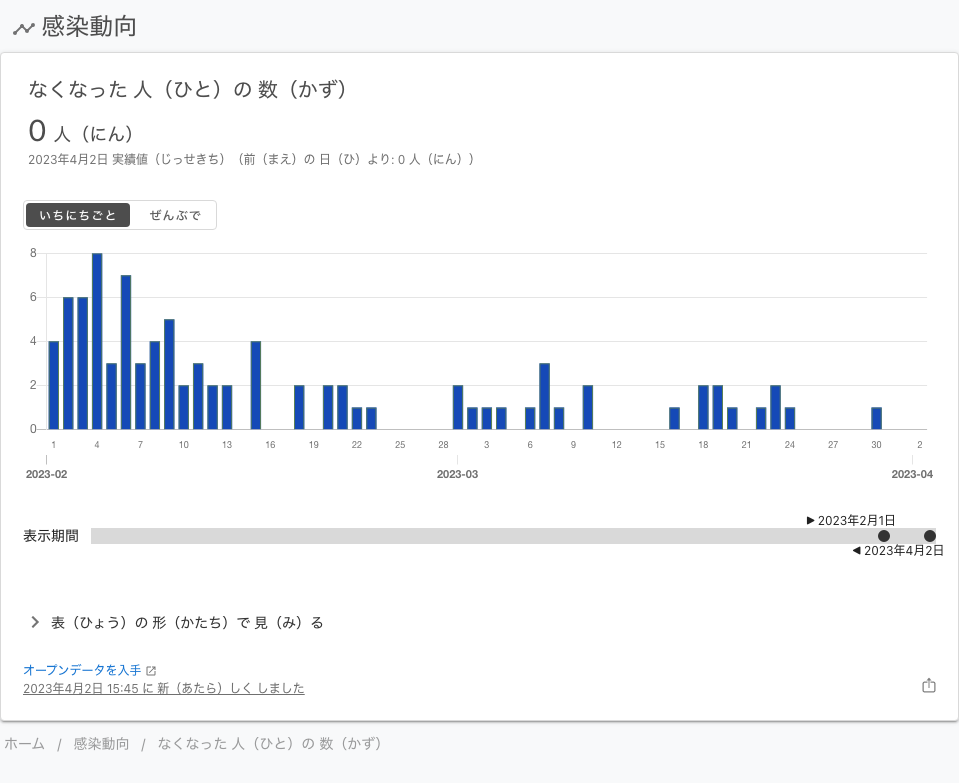 感染動向
なくなった 人（ひと）の 数（かず）
0 人（にん）
2023年4月2日 実績値（じっせきち）（前（まえ）の 日（ひ）より: 0 人（にん））
いちにちごと ぜんぶで
8
6
4
2
0
1 4 7 10 13 16 19 22 25 28 3 6 9 12 15 18 21 24 27 30 2
2023-02 2023-03 2023-04
2023年2月1日
表示期間
2023年4月2日
表（ひょう）の 形（かたち）で 見（み）る
オープンデータを入手
2023年4月2日 15:45 に 新（あたら）しく しました
ホーム / 感染動向 / なくなった 人（ひと）の 数（かず）